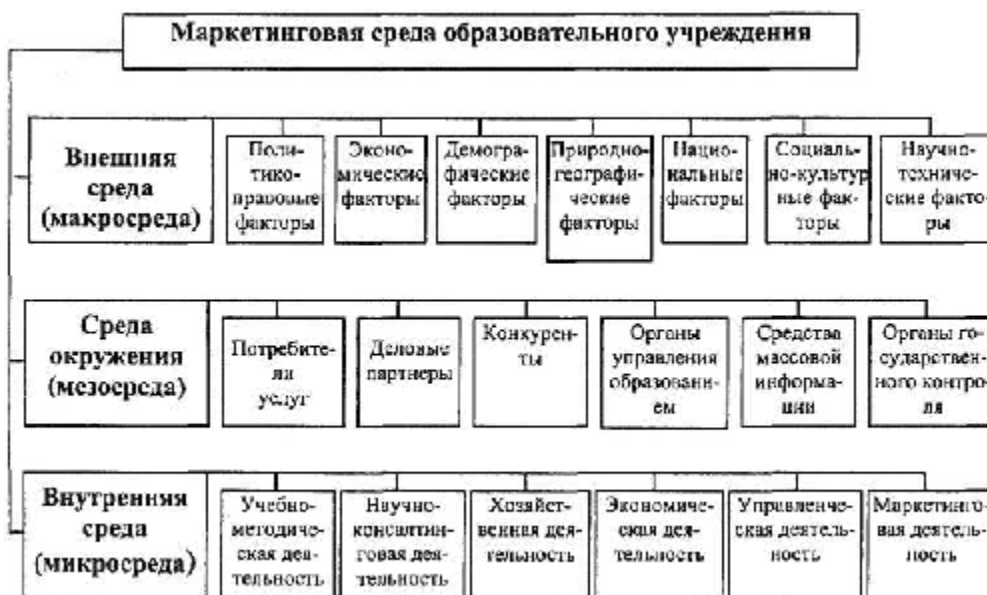 Маркетинговая среда образовательного учреждения
Внешняя
среда
(макросреда)
Поли-
тико-
правовые
факторы
Эконо-
мические
факторы
Демогра-
фические
факторы
Природно-
географи-
ческие
факторы
Нацио-
нальные
факторы
Социаль-
но-культур
ные фак-
торы
Научно-
техниче-
ские факто-
ры
Среда
окружения
(мезосреда)
Потребите-
ли
услуг
Деловые
партнеры
Конкурен-
ты
Органы
управления
образовани-
ем
Средства
массовой
информа-
ции
Органы го-
сударствен-
ного контро-
ля
Внутренняя
среда
(микросреда)
Учебно-
методиче-
ская дея-
тельность
Научно-
консалтин-
говая дея-
тельность
Хозяйст-
венная дея-
тельность
Экономиче-
ская дея-
тельность
Управленче-
ская деятель-
ность
Маркетинго-
вая деятель-
ность